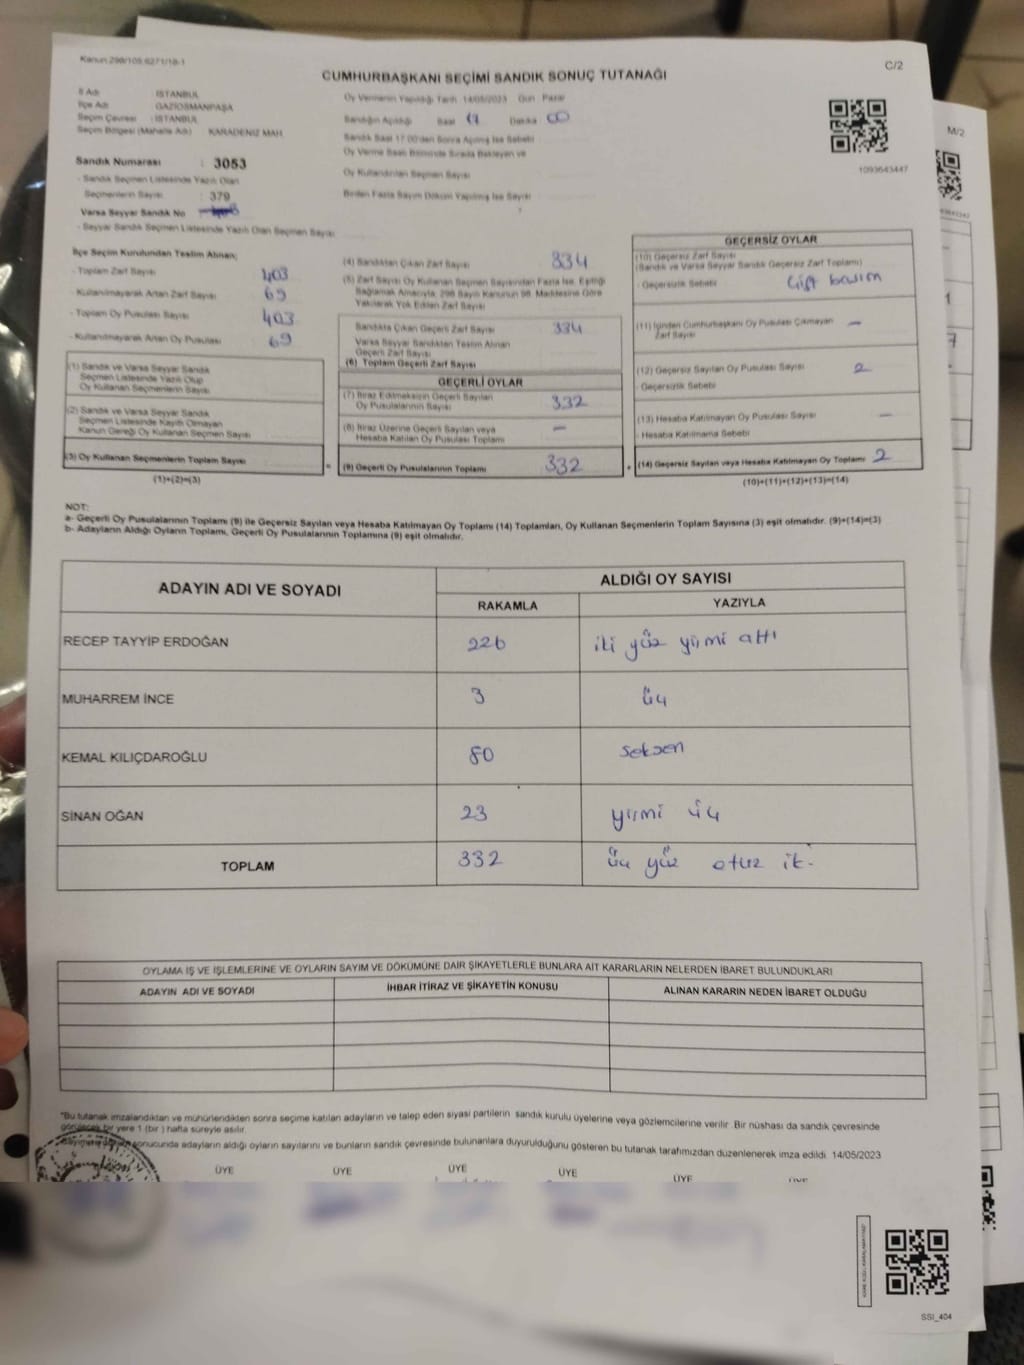 Kanun 298/105 6271/18-1
C/2
CUMHURBAŞKANI SEÇİMİ SANDIK SONUÇ TUTANAĞI
İl Adı İSTANBUL
İlçe Adı GAZİOSMANPAŞA
Seçim Çevresi : İSTANBUL
Seçim Bölgesi (Mahalle Adı) KARADENİZ MAH.
Oy Vermenin Yapıldığı Tarih 14/05/2023 Gün Pazar
Sandığın Açıldığı Saat Dakika 00
Sandık Saat 17:00'den Sonra Açılmış İse Sebebi
Oy Verme Saati Bitiminde Sırada Bekleyen ve
Oy Kullandırılan Seçmen Sayısı
Birden Fazla Sayım Döküm Yapılmış İse Sayısı
1093643447
M/2
Sandık Numarası : 3053
- Sandık Seçmen Listesinde Yazılı Olan
Seçmenlerin Sayısı : 379
Varsa Seyyar Sandık No
- Seyyar Sandık Seçmen Listesinde Yazılı Olan Seçmen Sayısı
İlçe Seçim Kurulundan Teslim Alınan;
- Toplam Zarf Sayısı 403
- Kullanılmayarak Artan Zarf Sayısı 69
- Toplam Oy Pusulası Sayısı 403
- Kullanılmayarak Artan Oy Pusulası 69
(1) Sandık ve Varsa Seyyar Sandık
Seçmen Listesinde Yazılı Olup
Oy Kullanan Seçmenlerin Sayısı
(2) Sandık ve Varsa Seyyar Sandık
Seçmen Listesinde Kayıtlı Olmayan
Kanun Gereği Oy Kullanan Seçmen Sayısı
(3) Oy Kullanan Seçmenlerin Toplam Sayısı
(1)+(2)=(3)
(4) Sandıktan Çıkan Zarf Sayısı 334
(5) Zarf Sayısı Oy Kullanan Seçmen Sayısından Fazla İse, Eşitliği
Sağlamak Amacıyla, 298 Sayılı Kanunun 98. Maddesine Göre
Yakılarak Yok Edilen Zarf Sayısı
Sandıkta Çıkan Geçerli Zarf Sayısı 334
Varsa Seyyar Sandıktan Teslim Alınan
Geçerli Zarf Sayısı
(6) Toplam Geçerli Zarf Sayısı
GEÇERLİ OYLAR
(7) İtiraz Edilmeksizin Geçerli Sayılan
Oy Pusulalarının Sayısı 332
(8) İtiraz Üzerine Geçerli Sayılan veya
Hesaba Katılan Oy Pusulası Toplamı –
= (9) Geçerli Oy Pusulalarının Toplamı 332
GEÇERSİZ OYLAR
(10) Geçersiz Zarf Sayısı
(Sandık ve Varsa Seyyar Sandık Geçersiz Zarf Toplamı)
- Geçersizlik Sebebi Çift basım
(11) İçinden Cumhurbaşkanı Oy Pusulası Çıkmayan
Zarf Sayısı –
(12) Geçersiz Sayılan Oy Pusulası Sayısı 2
- Geçersizlik Sebebi
(13) Hesaba Katılmayan Oy Pusulası Sayısı –
- Hesaba Katılmama Sebebi
+ (14) Geçersiz Sayılan veya Hesaba Katılmayan Oy Toplamı 2
(10)+(11)+(12)+(13)=(14)
NOT:
a- Geçerli Oy Pusulalarının Toplamı (9) ile Geçersiz Sayılan veya Hesaba Katılmayan Oy Toplamı (14) Toplamları, Oy Kullanan Seçmenlerin Toplam Sayısına (3) eşit olmalıdır. (9)+(14)=(3)
b- Adayların Aldığı Oyların Toplamı, Geçerli Oy Pusulalarının Toplamına (9) eşit olmalıdır.
ADAYIN ADI VE SOYADI
ALDIĞI OY SAYISI
RAKAMLA YAZIYLA
RECEP TAYYİP ERDOĞAN 226 iki yüz yirmi altı
MUHARREM İNCE 3 üç
KEMAL KILIÇDAROĞLU 80 seksen
SİNAN OĞAN 23 yirmi üç
TOPLAM 332 üç yüz otuz ik
OYLAMA İŞ VE İŞLEMLERİNE VE OYLARIN SAYIM VE DÖKÜMÜNE DAİR ŞİKAYETLERLE BUNLARA AİT KARARLARIN NELERDEN İBARET BULUNDUKLARI
ADAYIN ADI VE SOYADI İHBAR İTİRAZ VE ŞİKAYETİN KONUSU ALINAN KARARIN NEDEN İBARET OLDUĞU
"Bu tutanak imzalandıktan ve mühürlendikten sonra seçime katılan adayların ve talep eden siyasi partilerin sandık kurulu üyelerine veya gözlemcilerine verilir .Bir nüshası da sandık çevresinde
görülecek bir yere 1 (bir ) hafta süreyle asılır.
sonucunda adayların aldığı oyların sayılarını ve bunların sandık çevresinde bulunanlara duyurulduğunu gösteren bu tutanak tarafımızdan düzenlenerek imza edildi. 14/05/2023
ÜYE ÜYE ÜYE ÜYE ÜYE
SSI_404